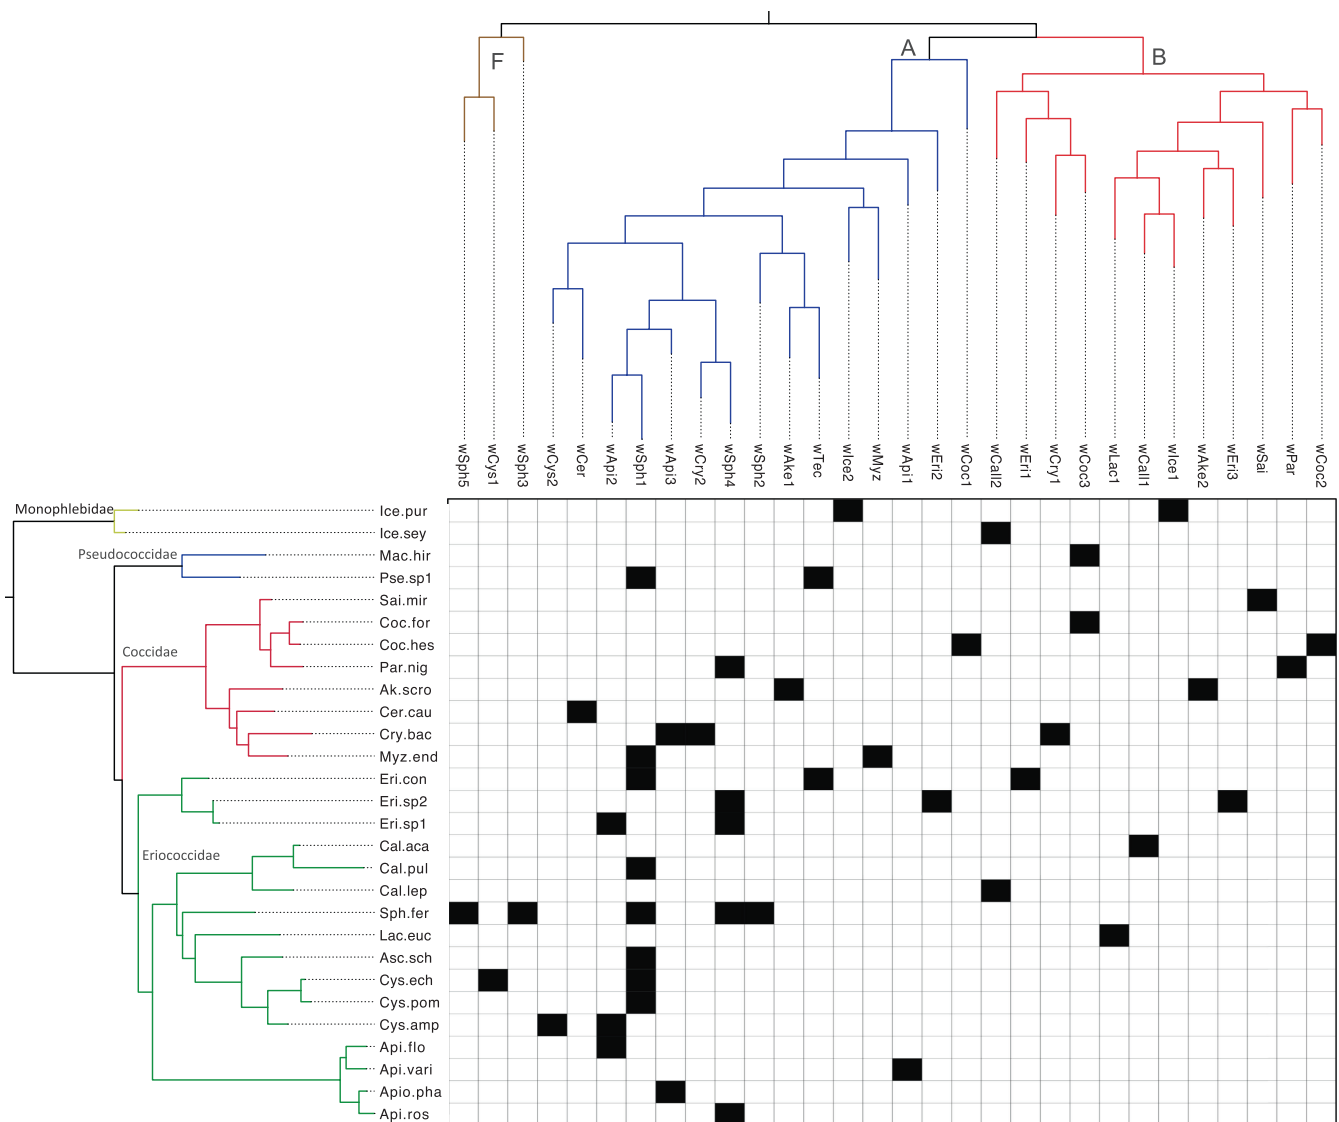 F
A
B
wSph5
wCys1
wSph3
wCys2
wCer
wApi2
wSph1
wApi3
wCry2
wSph4
wSph2
wAke1
wTec
wIce2
wMyz
wApi1
wEri2
wCoc1
wCall2
wEri1
wCry1
wCoc3
wLac1
wCall1
wIce1
wAke2
wEri3
wSai
wPar
wCoc2
Monophlebidae
Pseudococcidae
Coccidae
Eriococcidae
Ice.pur
Ice.sey
Mac.hir
Pse.sp1
Sai.mir
Coc.for
Coc.hes
Par.nig
Ak.scro
Cer.cau
Cry.bac
Myz.end
Eri.con
Eri.sp2
Eri.sp1
Cal.aca
Cal.pul
Cal.lep
Sph.fer
Lac.euc
Asc.sch
Cys.ech
Cys.pom
Cys.amp
Api.flo
Api.vari
Apio.pha
Api.ros